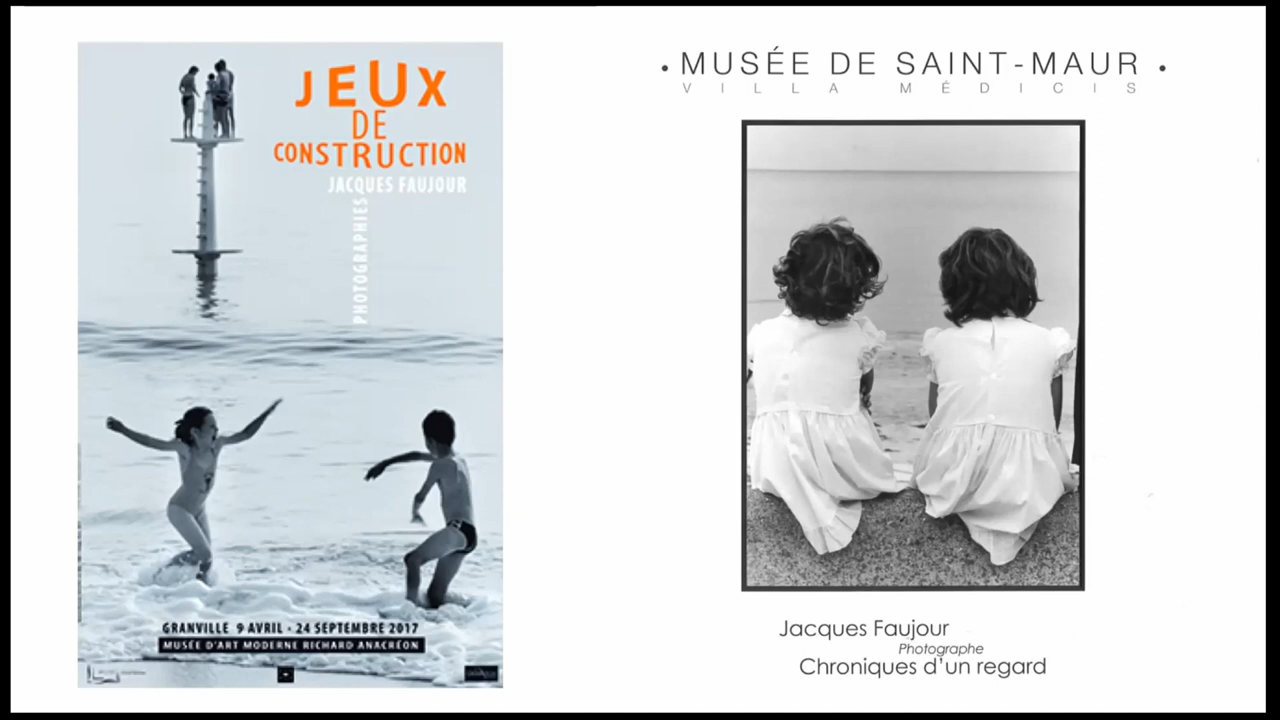 JEUX
DE
CONSTRUCTION
JACQUES FAUJOUR
PHOTOGRAPHIES
GRANVILLE 9 AVRIL - 24 SEPTEMBRE 2017
MUSÉE D'ART MODERNE RICHARD ANACRÉON
• MUSÉE DE SAINT-MAUR •
VILLA MÉDICIS
Jacques Faujour
Photographe
Chroniques d'un regard